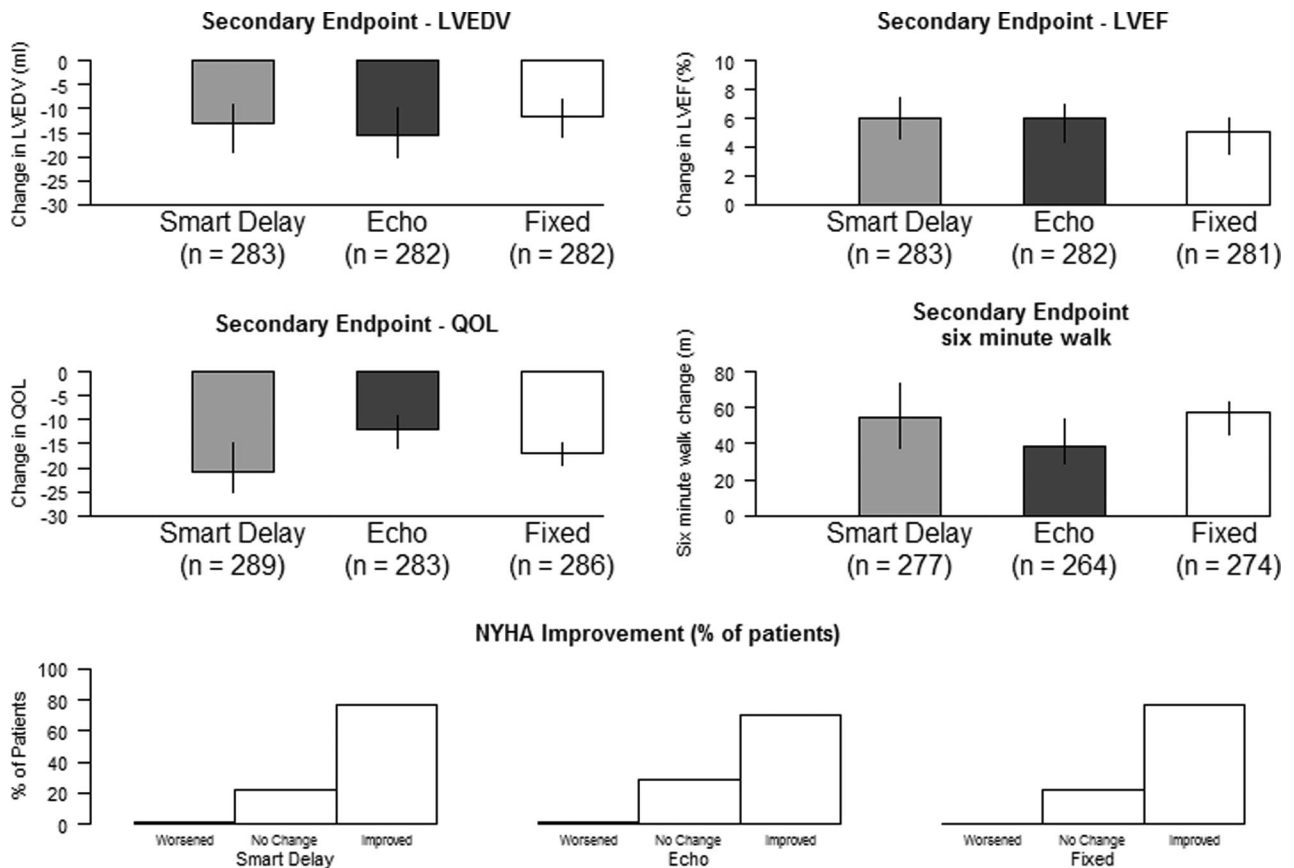 Secondary Endpoint - LVEDV
Change in LVEDV (ml)
0
-5
-10
-15
-20
-25
-30
Smart Delay Echo Fixed
(n = 283) (n = 282) (n = 282)
Secondary Endpoint - LVEF
Change in LVEF (%)
10
8
6
4
2
0
Smart Delay Echo Fixed
(n = 283) (n = 282) (n = 281)
Secondary Endpoint - QOL
Change in QOL
0
-5
-10
-15
-20
-25
-30
Smart Delay Echo Fixed
(n = 289) (n = 283) (n = 286)
Secondary Endpoint
six minute walk
Six minute walk change (m)
80
60
40
20
0
Smart Delay Echo Fixed
(n = 277) (n = 264) (n = 274)
NYHA Improvement (% of patients)
% of Patients
100
80
60
40
20
0
Worsened No Change Improved Worsened No Change Improved Worsened No Change Improved
Smart Delay Echo Fixed